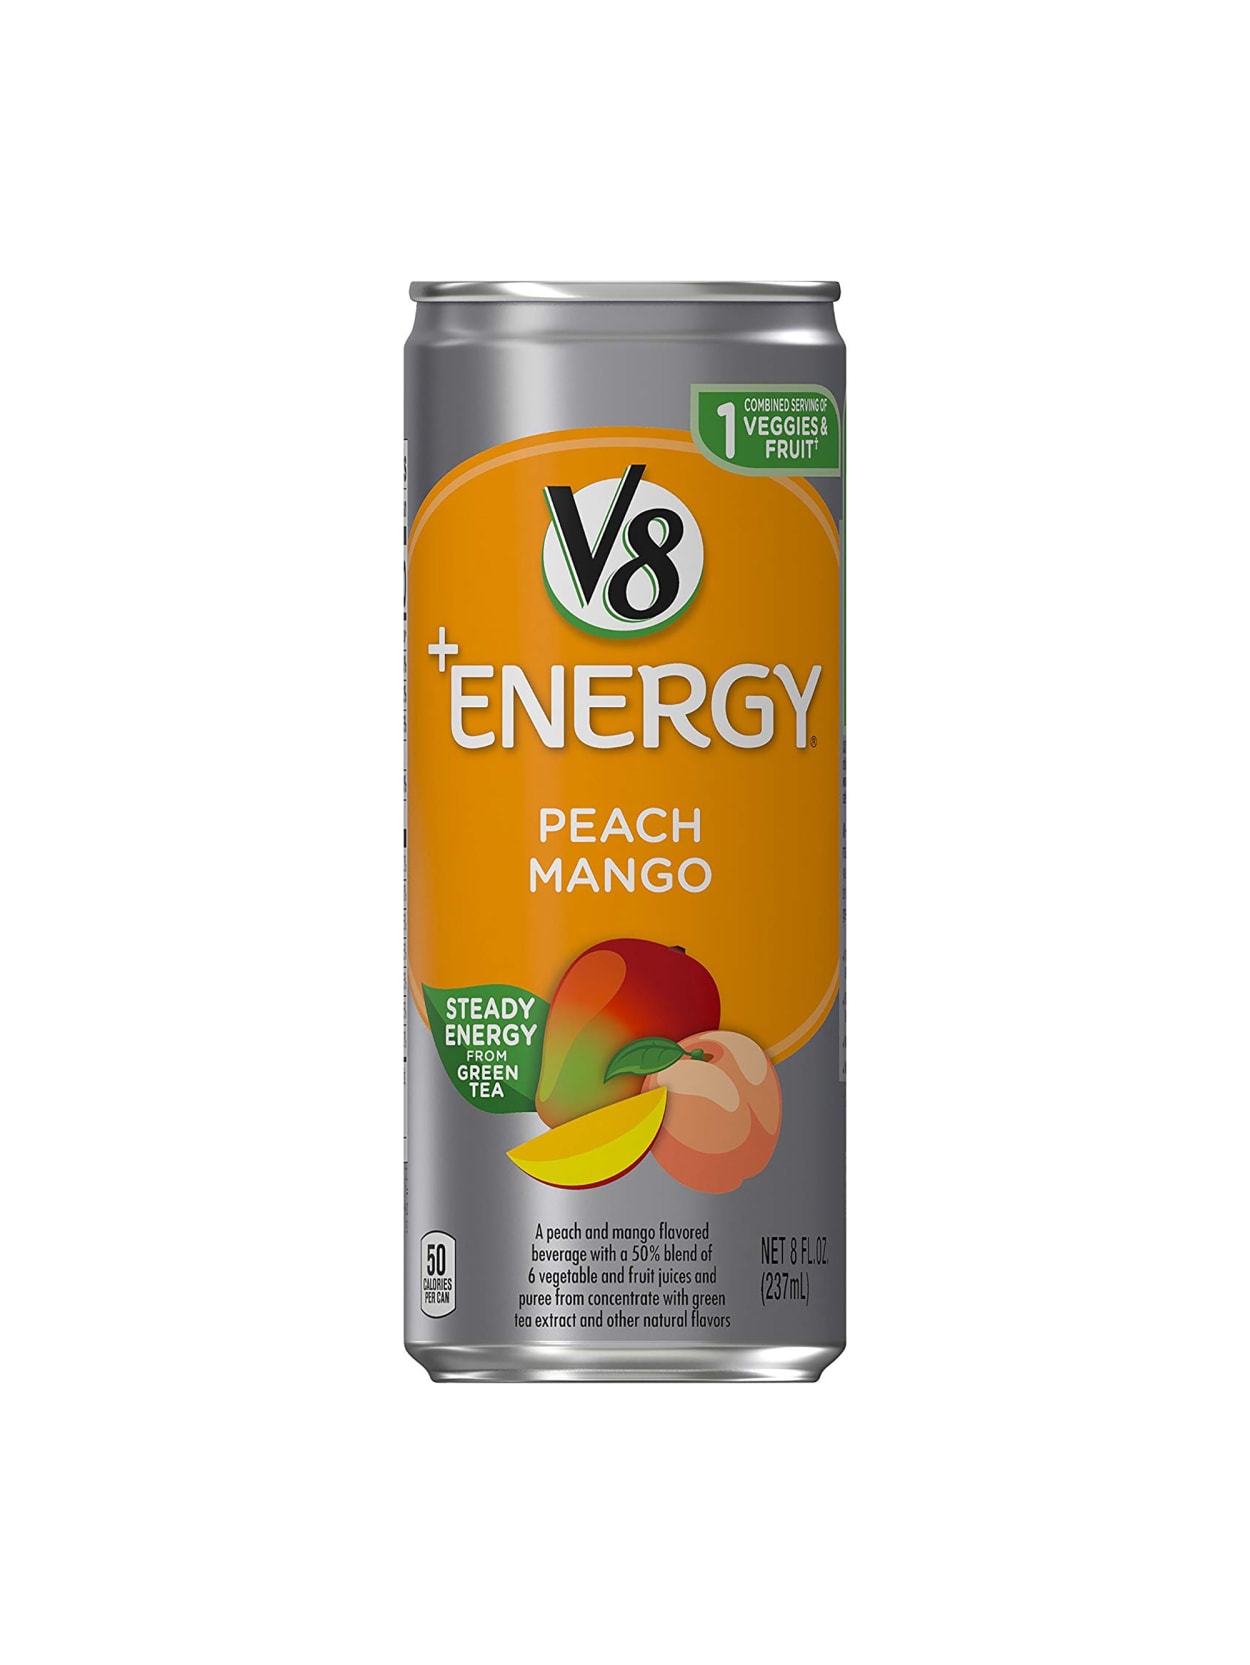 1
COMBINED SERVING OF
VEGGIES &
FRUIT†
V8
+ENERGY®
PEACH
MANGO
STEADY
ENERGY
FROM
GREEN
TEA
50
CALORIES
PER CAN
A peach and mango flavored
beverage with a 50% blend of
6 vegetable and fruit juices and
puree from concentrate with green
tea extract and other natural flavors
NET 8 FL.OZ.
(237mL)